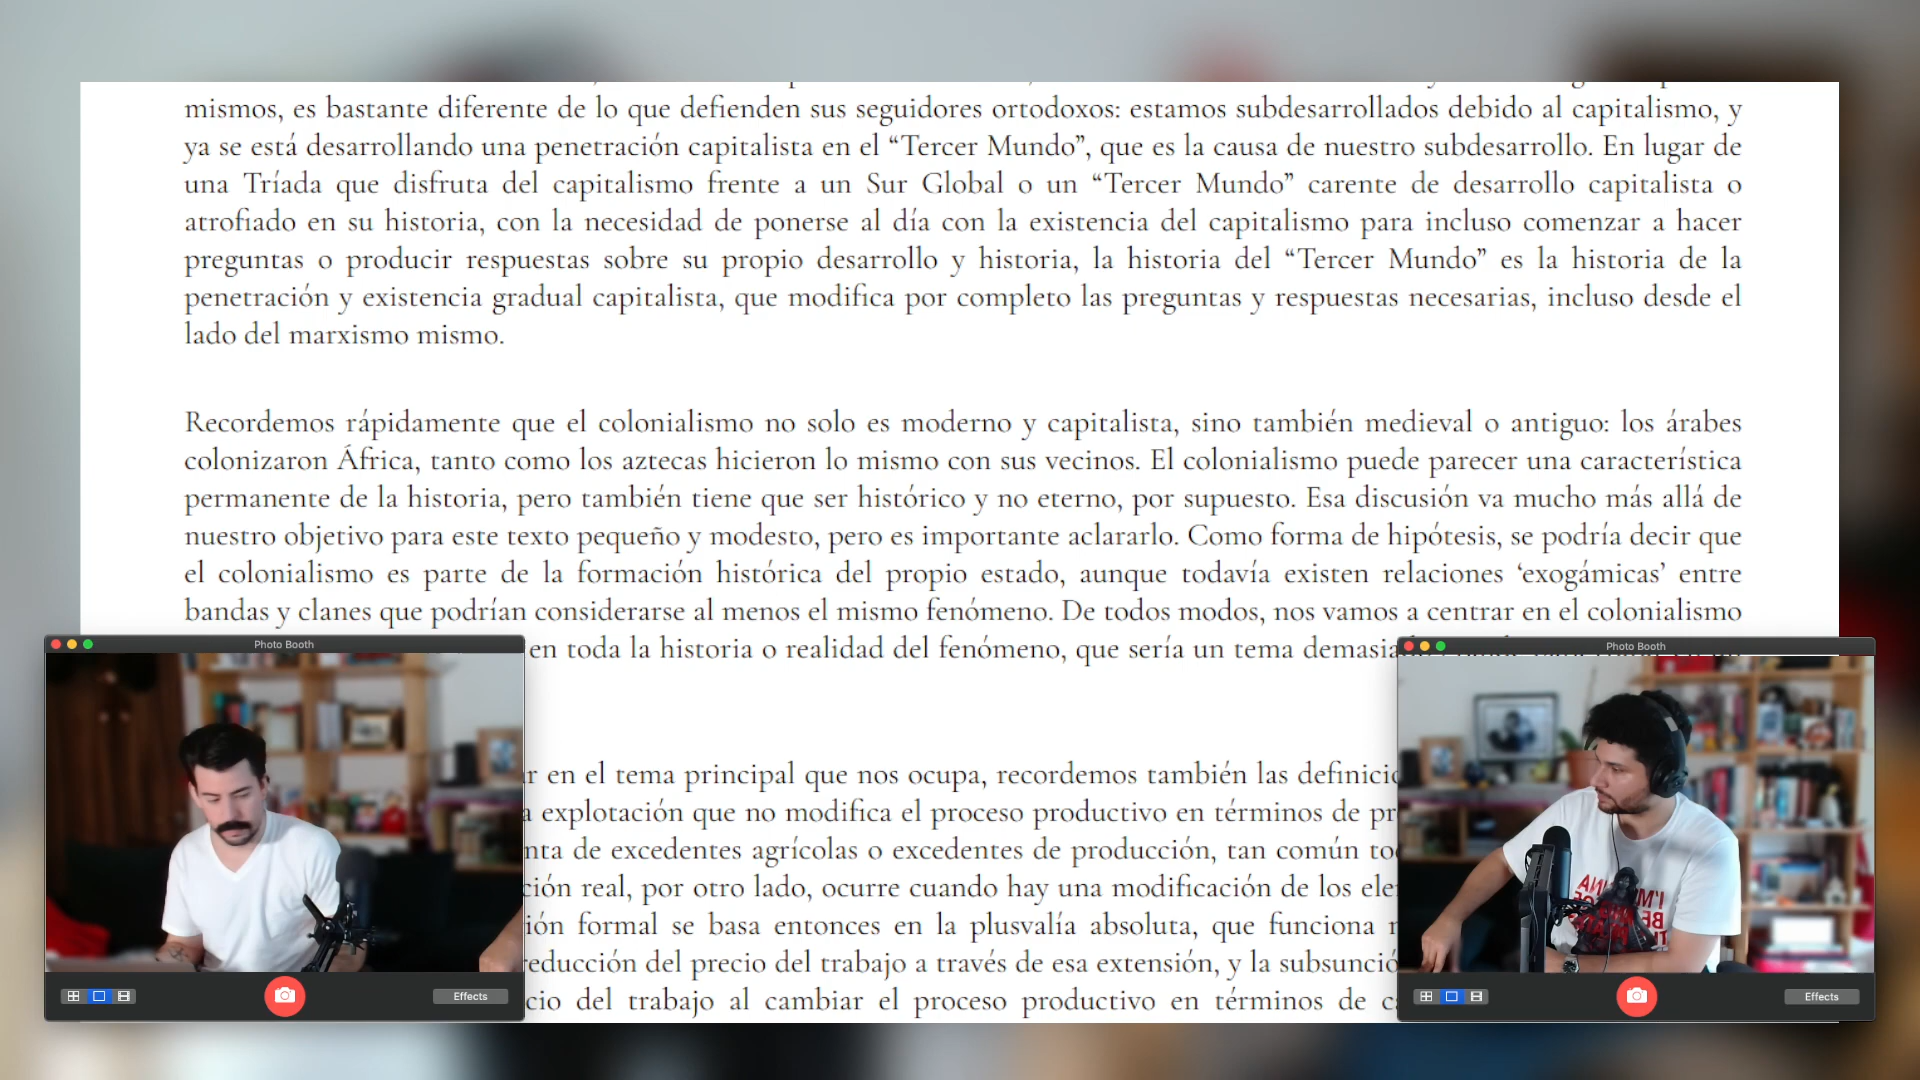 mismos, es bastante diferente de lo que defienden sus seguidores ortodoxos: estamos subdesarrollados debido al capitalismo, y
ya se está desarrollando una penetración capitalista en el “Tercer Mundo”, que es la causa de nuestro subdesarrollo. En lugar de
una Tríada que disfruta del capitalismo frente a un Sur Global o un “Tercer Mundo” carente de desarrollo capitalista o
atrofiado en su historia, con la necesidad de ponerse al día con la existencia del capitalismo para incluso comenzar a hacer
preguntas o producir respuestas sobre su propio desarrollo y historia, la historia del “Tercer Mundo” es la historia de la
penetración y existencia gradual capitalista, que modifica por completo las preguntas y respuestas necesarias, incluso desde el
lado del marxismo mismo.
Recordemos rápidamente que el colonialismo no solo es moderno y capitalista, sino también medieval o antiguo: los árabes
colonizaron África, tanto como los aztecas hicieron lo mismo con sus vecinos. El colonialismo puede parecer una característica
permanente de la historia, pero también tiene que ser histórico y no eterno, por supuesto. Esa discusión va mucho más allá de
nuestro objetivo para este texto pequeño y modesto, pero es importante aclararlo. Como forma de hipótesis, se podría decir que
el colonialismo es parte de la formación histórica del propio estado, aunque todavía existen relaciones ‘exogámicas’ entre
bandas y clanes que podrían considerarse al menos el mismo fenómeno. De todos modos, nos vamos a centrar en el colonialismo
en toda la historia o realidad del fenómeno, que sería un tema
en el tema principal que nos ocupa, recordemos también las
explotación que no modifica el proceso productivo en términos de
de excedentes agrícolas o excedentes de producción, tan común
real, por otro lado, ocurre cuando hay una modificación de los
formal se basa entonces en la plusvalía absoluta, que funciona
del precio del trabajo a través de esa extensión, y la
del trabajo al cambiar el proceso productivo en términos de
Photo Booth
Effects
Photo Booth
I'M
Effects